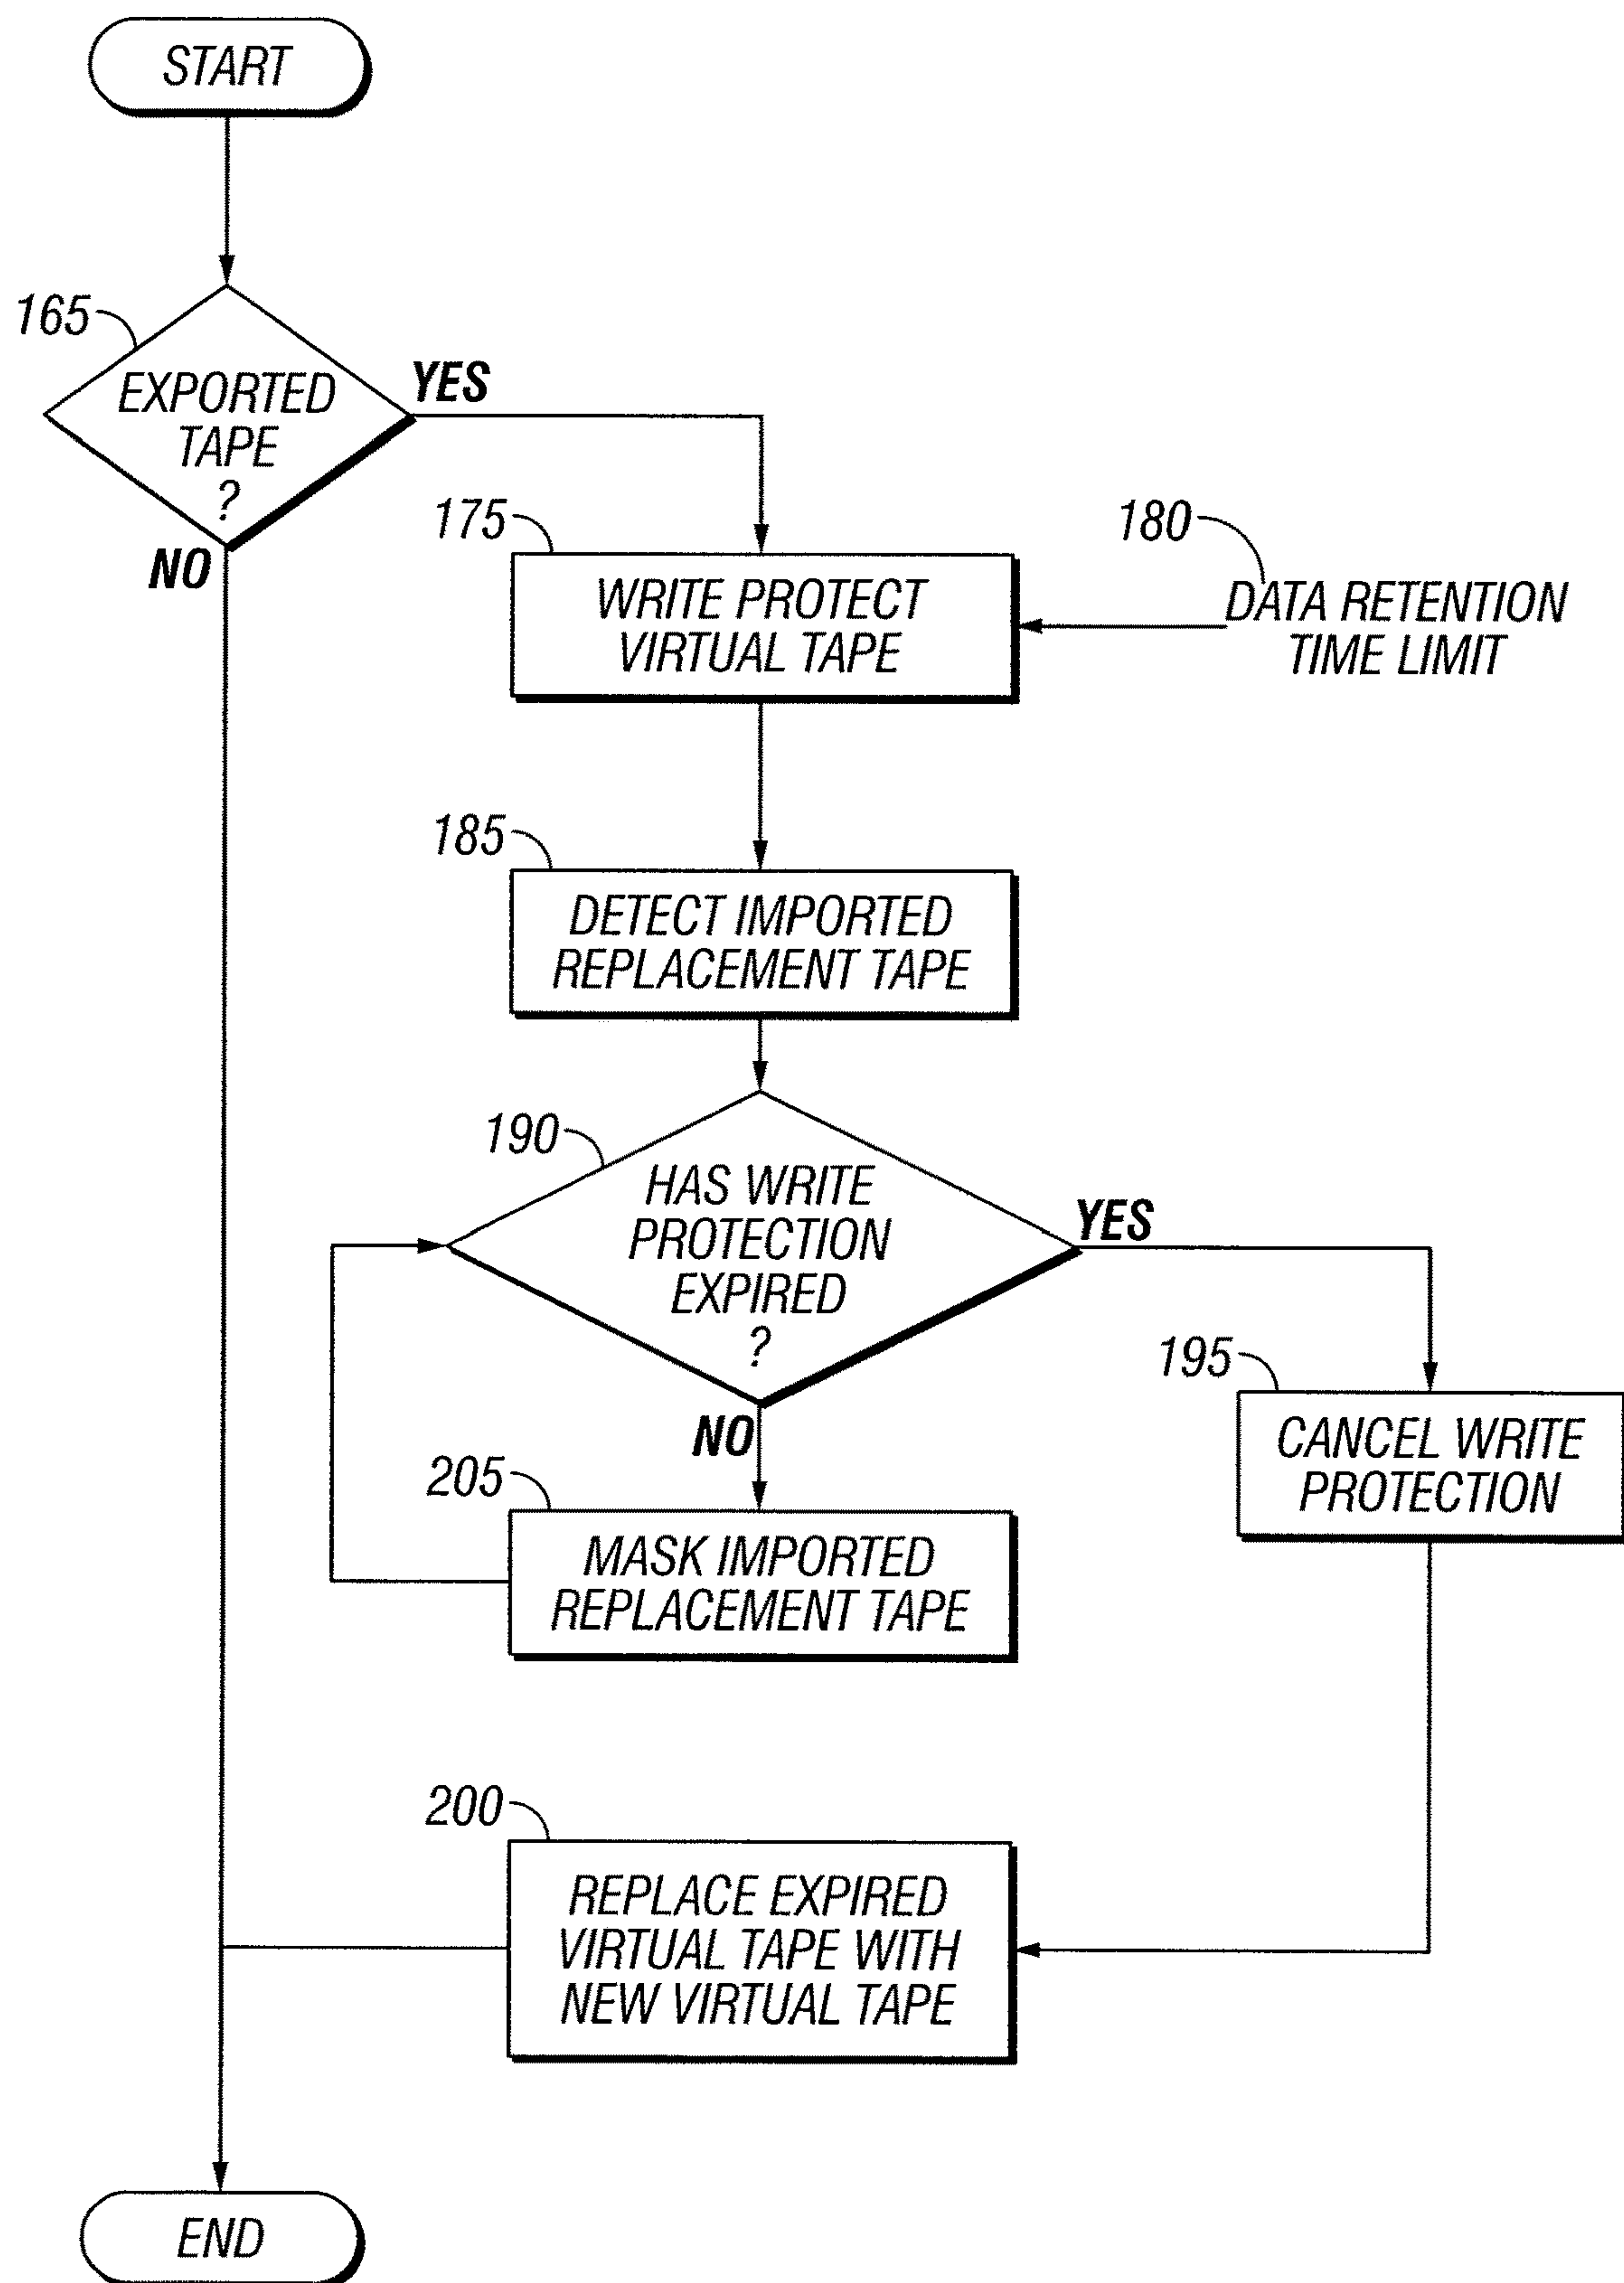 START
165
EXPORTED
TAPE
?
YES
NO
175
WRITE PROTECT
VIRTUAL TAPE
180
DATA RETENTION
TIME LIMIT
185
DETECT IMPORTED
REPLACEMENT TAPE
190
HAS WRITE
PROTECTION
EXPIRED
?
YES
NO
195
CANCEL WRITE
PROTECTION
205
MASK IMPORTED
REPLACEMENT TAPE
200
REPLACE EXPIRED
VIRTUAL TAPE WITH
NEW VIRTUAL TAPE
END